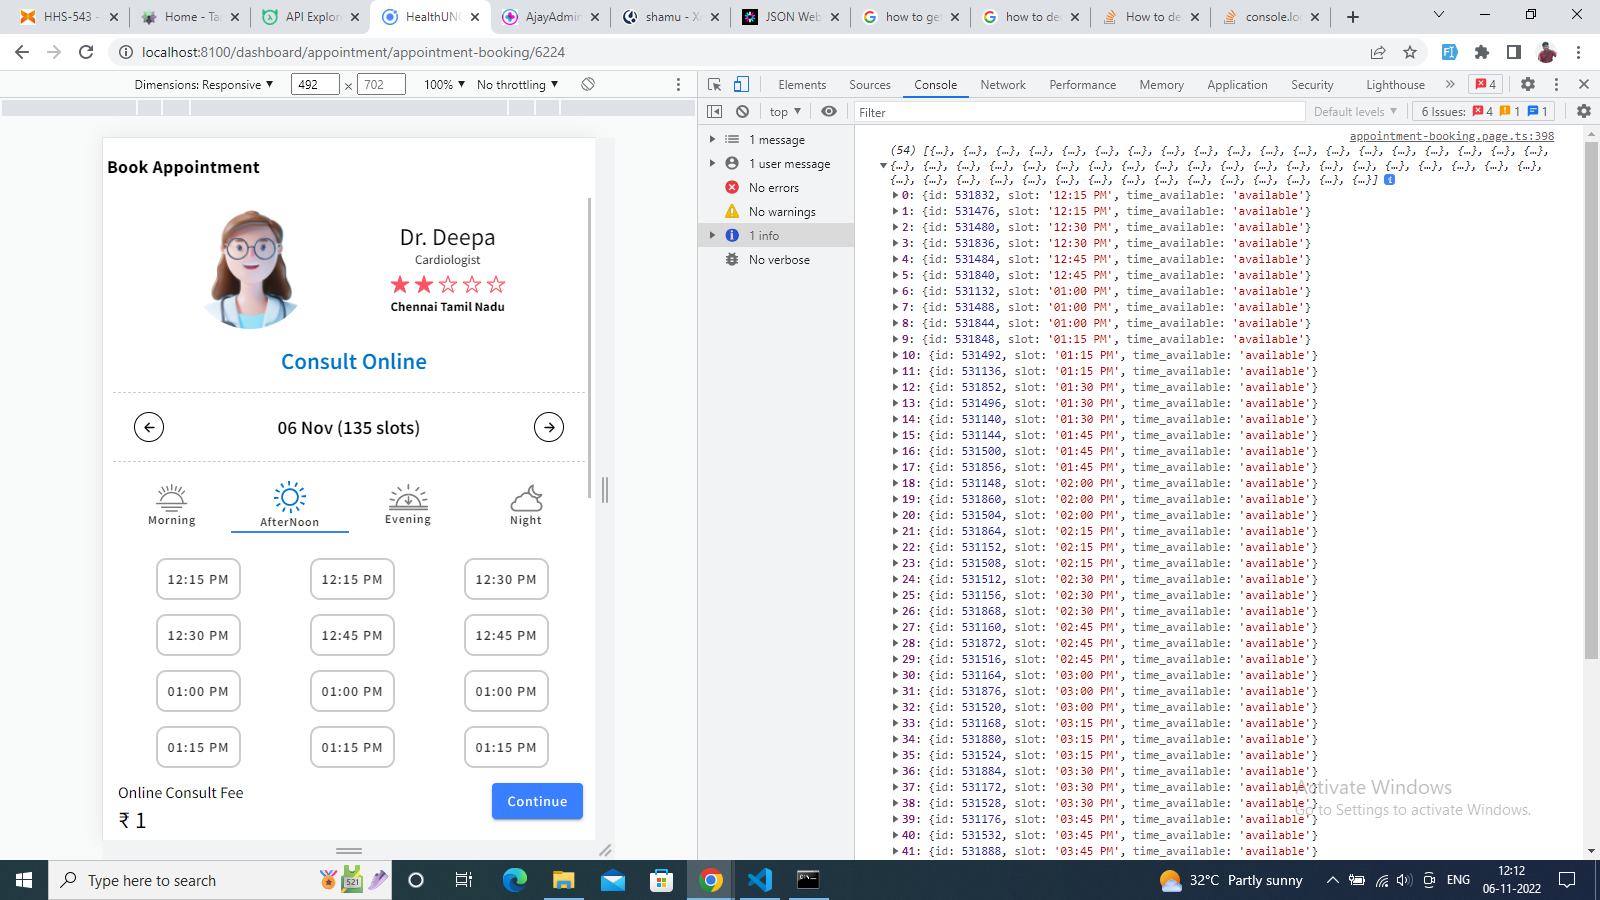 HHS-543 -
Home - Ta
API Explor
HealthUN
AjayAdmin
shamu - X
JSON Web
how to ge
how to de
How to de
console.lo
localhost:8100/dashboard/appointment/appointment-booking/6224
Dimensions: Responsive 492 × 702 100% No throttling
Elements Sources Console Network Performance Memory Application Security Lighthouse » 4
top Filter Default levels 6 Issues: 4 1 1
1 message
1 user message
No errors
No warnings
1 info
No verbose
Book Appointment
Dr. Deepa
Cardiologist
Chennai Tamil Nadu
Consult Online
06 Nov (135 slots)
Morning AfterNoon Evening Night
12:15 PM 12:15 PM 12:30 PM
12:30 PM 12:45 PM 12:45 PM
01:00 PM 01:00 PM 01:00 PM
01:15 PM 01:15 PM 01:15 PM
Online Consult Fee
₹ 1
Continue
appointment-booking.page.ts:398
(54) [{…}, {…}, {…}, {…}, {…}, {…}, {…}, {…}, {…}, {…}, {…}, {…}, {…}, {…}, {…}, {…}, {…}, {…}, {…},
{…}, {…}, {…}, {…}, {…}, {…}, {…}, {…}, {…}, {…}, {…}, {…}, {…}, {…}, {…}, {…}, {…}, {…}, {…}, {…},
{…}, {…}, {…}, {…}, {…}, {…}, {…}, {…}, {…}, {…}, {…}, {…}, {…}, {…}, {…}]
0: {id: 531832, slot: '12:15 PM', time_available: 'available'}
1: {id: 531476, slot: '12:15 PM', time_available: 'available'}
2: {id: 531480, slot: '12:30 PM', time_available: 'available'}
3: {id: 531836, slot: '12:30 PM', time_available: 'available'}
4: {id: 531484, slot: '12:45 PM', time_available: 'available'}
5: {id: 531840, slot: '12:45 PM', time_available: 'available'}
6: {id: 531132, slot: '01:00 PM', time_available: 'available'}
7: {id: 531488, slot: '01:00 PM', time_available: 'available'}
8: {id: 531844, slot: '01:00 PM', time_available: 'available'}
9: {id: 531848, slot: '01:15 PM', time_available: 'available'}
10: {id: 531492, slot: '01:15 PM', time_available: 'available'}
11: {id: 531136, slot: '01:15 PM', time_available: 'available'}
12: {id: 531852, slot: '01:30 PM', time_available: 'available'}
13: {id: 531496, slot: '01:30 PM', time_available: 'available'}
14: {id: 531140, slot: '01:30 PM', time_available: 'available'}
15: {id: 531144, slot: '01:45 PM', time_available: 'available'}
16: {id: 531500, slot: '01:45 PM', time_available: 'available'}
17: {id: 531856, slot: '01:45 PM', time_available: 'available'}
18: {id: 531148, slot: '02:00 PM', time_available: 'available'}
19: {id: 531860, slot: '02:00 PM', time_available: 'available'}
20: {id: 531504, slot: '02:00 PM', time_available: 'available'}
21: {id: 531864, slot: '02:15 PM', time_available: 'available'}
22: {id: 531152, slot: '02:15 PM', time_available: 'available'}
23: {id: 531508, slot: '02:15 PM', time_available: 'available'}
24: {id: 531512, slot: '02:30 PM', time_available: 'available'}
25: {id: 531156, slot: '02:30 PM', time_available: 'available'}
26: {id: 531868, slot: '02:30 PM', time_available: 'available'}
27: {id: 531160, slot: '02:45 PM', time_available: 'available'}
28: {id: 531872, slot: '02:45 PM', time_available: 'available'}
29: {id: 531516, slot: '02:45 PM', time_available: 'available'}
30: {id: 531164, slot: '03:00 PM', time_available: 'available'}
31: {id: 531876, slot: '03:00 PM', time_available: 'available'}
32: {id: 531520, slot: '03:00 PM', time_available: 'available'}
33: {id: 531168, slot: '03:15 PM', time_available: 'available'}
34: {id: 531880, slot: '03:15 PM', time_available: 'available'}
35: {id: 531524, slot: '03:15 PM', time_available: 'available'}
36: {id: 531884, slot: '03:30 PM', time_available: 'available'}
37: {id: 531172, slot: '03:30 PM', time_available: 'available'}
38: {id: 531528, slot: '03:30 PM', time_available: 'available'}
39: {id: 531176, slot: '03:45 PM', time_available: 'available'}
40: {id: 531532, slot: '03:45 PM', time_available: 'available'}
41: {id: 531888, slot: '03:45 PM', time_available: 'available'}
Activate Windows
Go to Settings to activate Windows.
Type here to search
521
32°C Partly sunny
ENG
12:12
06-11-2022